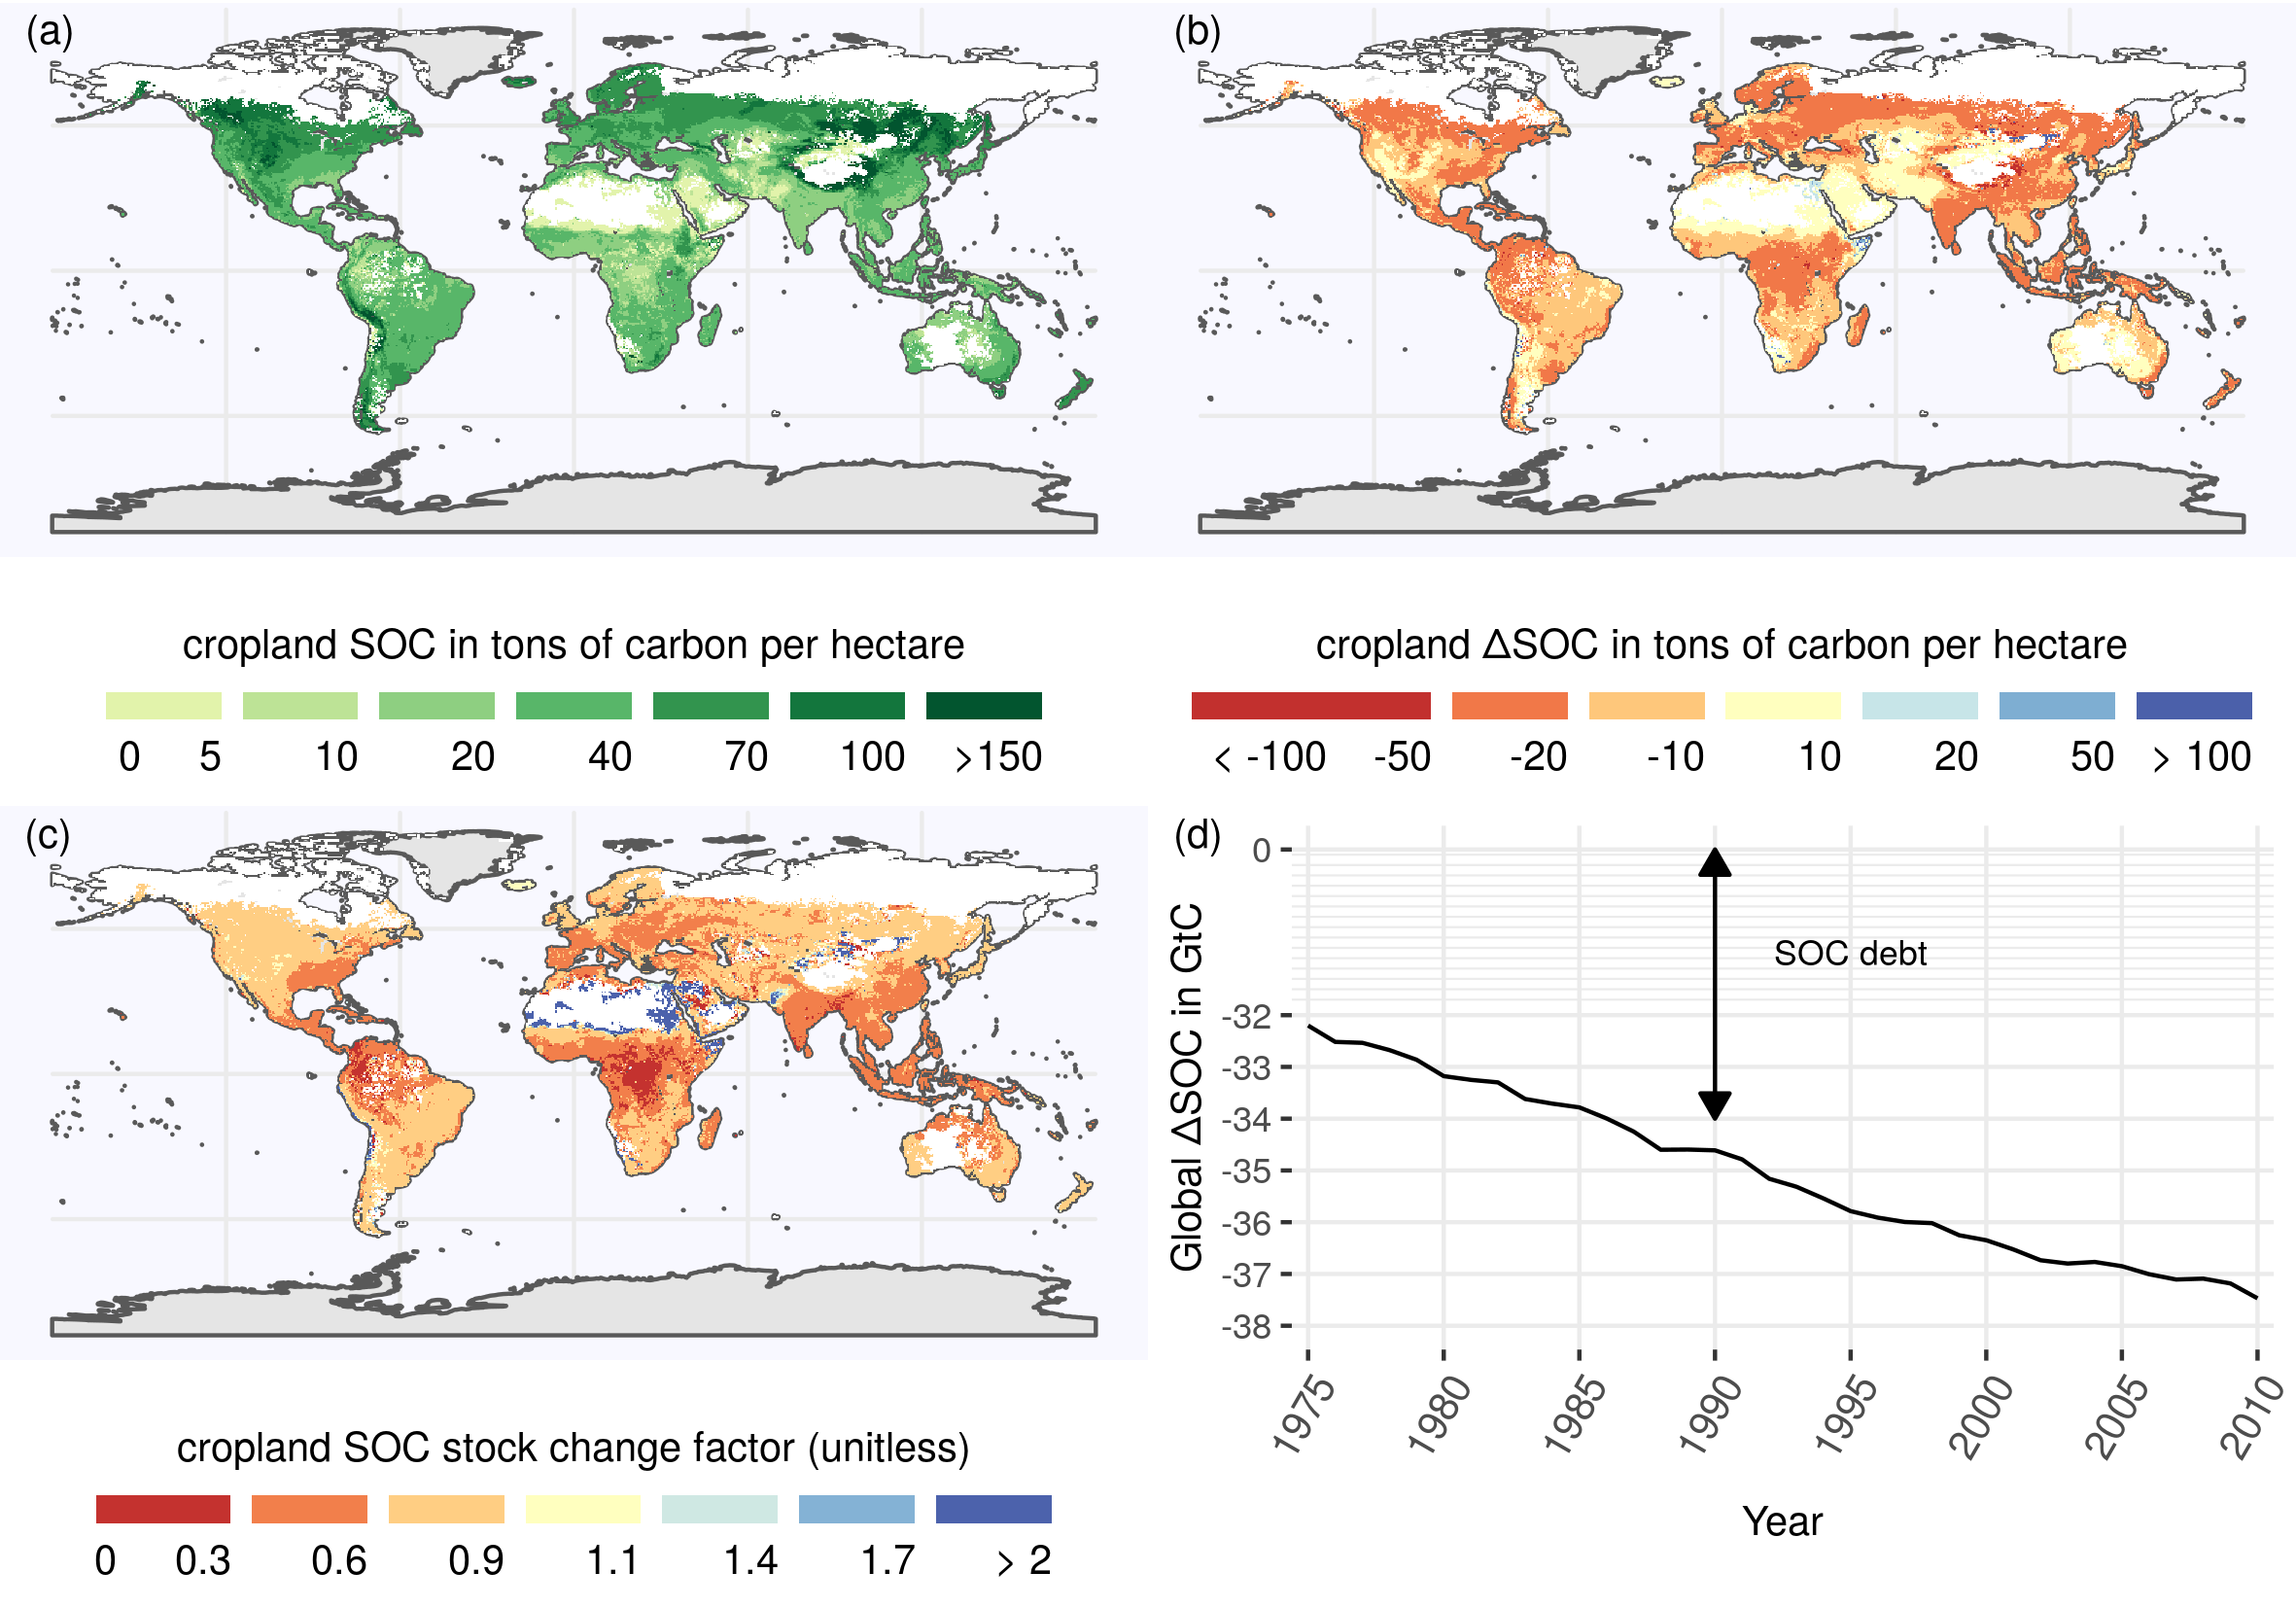 (a)
(b)
cropland SOC in tons of carbon per hectare
0 5 10 20 40 70 100 >150
cropland ΔSOC in tons of carbon per hectare
< -100 -50 -20 -10 10 20 50 > 100
(c)
cropland SOC stock change factor (unitless)
0 0.3 0.6 0.9 1.1 1.4 1.7 > 2
(d)
Global ΔSOC in GtC
0
-32
-33
-34
-35
-36
-37
-38
SOC debt
1975 1980 1985 1990 1995 2000 2005 2010
Year